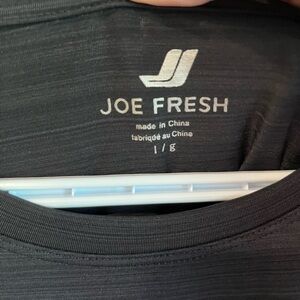 JOE FRESH
made in China
fabriqué au Chine
l / g